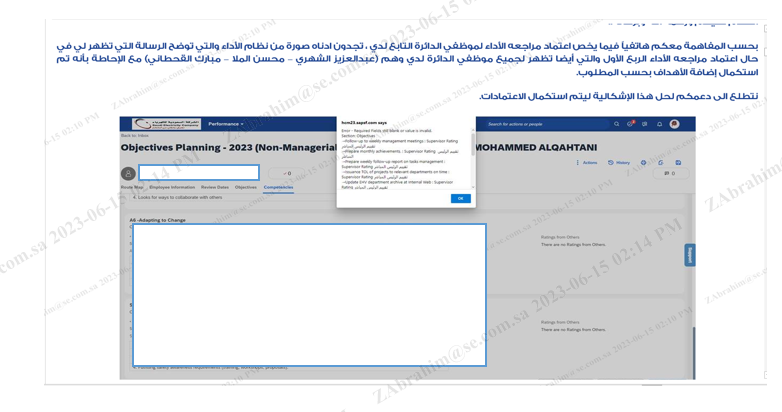 بحسب المفاهمة معكم هاتفياً فيما يخص اعتماد مراجعه الأداء لموظفي الدائرة التابع لدي ، تجدون ادناه صورة من نظام الأداء والتي توضح الرسالة التي تظهر لي في
حال اعتماد مراجعه الأداء الربع الأول والتي أيضا تظهر لجميع موظفي الدائرة لدي وهم (عبدالعزيز الشهري – محسن الملا – مبارك القحطاني) مع الإحاطة بأنه تم
استكمال إضافة الأهداف بحسب المطلوب.
نتطلع الى دعمكم لحل هذا الإشكالية ليتم استكمال الاعتمادات.
Performance
Search for actions or people
Back to: Inbox
Objectives Planning - 2023 (Non-Managerial MOHAMMED ALQAHTANI
Actions History
Route Map Employee Information Review Dates Objectives Competencies
hcm23.sapsf.com says
Error - Required Fields still blank or value is invalid.
Section Objectives :
-Follow-up to weekly management meetings : Supervisor Rating
تقييم الرئيس المباشر
-Prepare monthly achievements. : Supervisor Rating تقييم الرئيس
المباشر
-Prepare weekly follow-up report on tasks management :
Supervisor Rating تقييم الرئيس المباشر
-Issuance TOL of projects to relevant departments on time :
Supervisor Rating تقييم الرئيس المباشر
-Update EHV department archive at internal Web : Supervisor
Rating تقييم الرئيس المباشر
OK
4. Looks for ways to collaborate with others
A6 -Adapting to Change
Ratings from Others
There are no Ratings from Others.
Support
Ratings from Others
There are no Ratings from Others.
ZAbrahim@se.com.sa 2023-06-15 02:14 PM